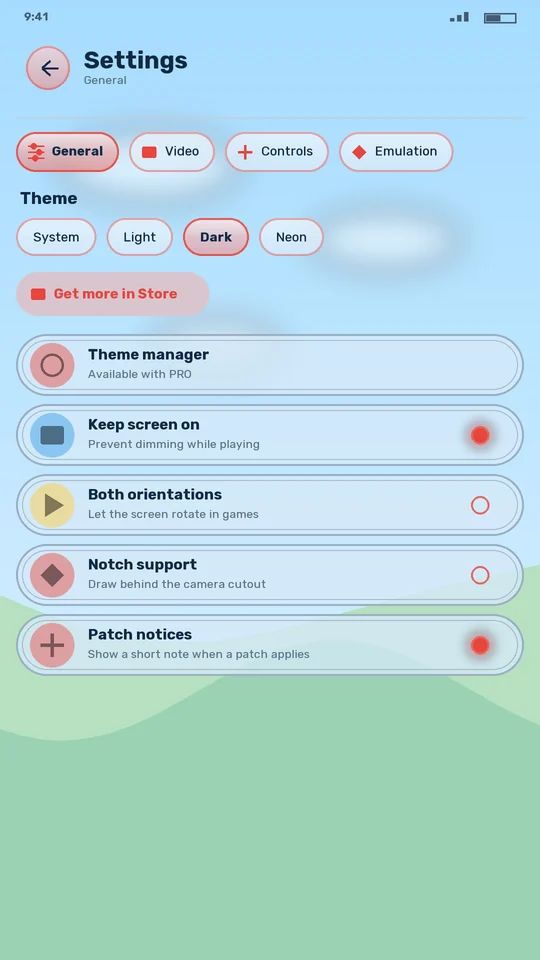 9:41
Settings
General
General
Video
Controls
Emulation
Theme
System
Light
Dark
Neon
Get more in Store
Theme manager
Available with PRO
Keep screen on
Prevent dimming while playing
Both orientations
Let the screen rotate in games
Notch support
Draw behind the camera cutout
Patch notices
Show a short note when a patch applies